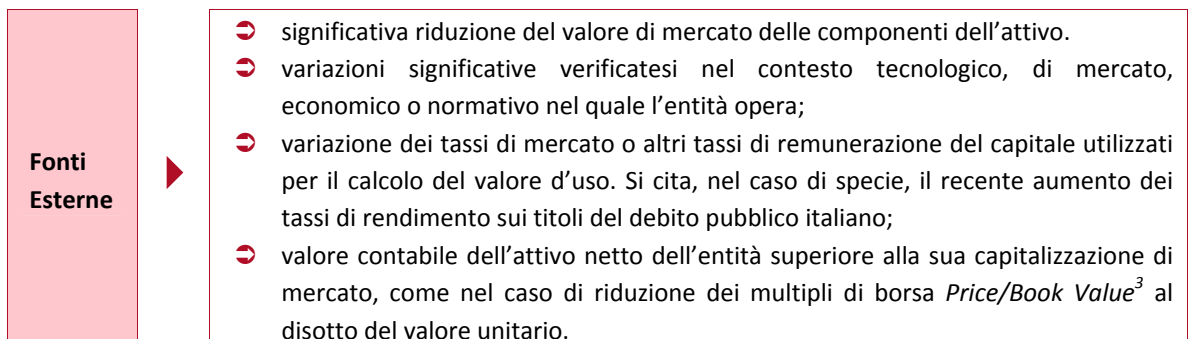 Fonti
Esterne
significativa riduzione del valore di mercato delle componenti dell’attivo.
variazioni significative verificatesi nel contesto tecnologico, di mercato,
economico o normativo nel quale l’entità opera;
variazione dei tassi di mercato o altri tassi di remunerazione del capitale utilizzati
per il calcolo del valore d’uso. Si cita, nel caso di specie, il recente aumento dei
tassi di rendimento sui titoli del debito pubblico italiano;
valore contabile dell’attivo netto dell’entità superiore alla sua capitalizzazione di
mercato, come nel caso di riduzione dei multipli di borsa Price/Book Value3 al
disotto del valore unitario.